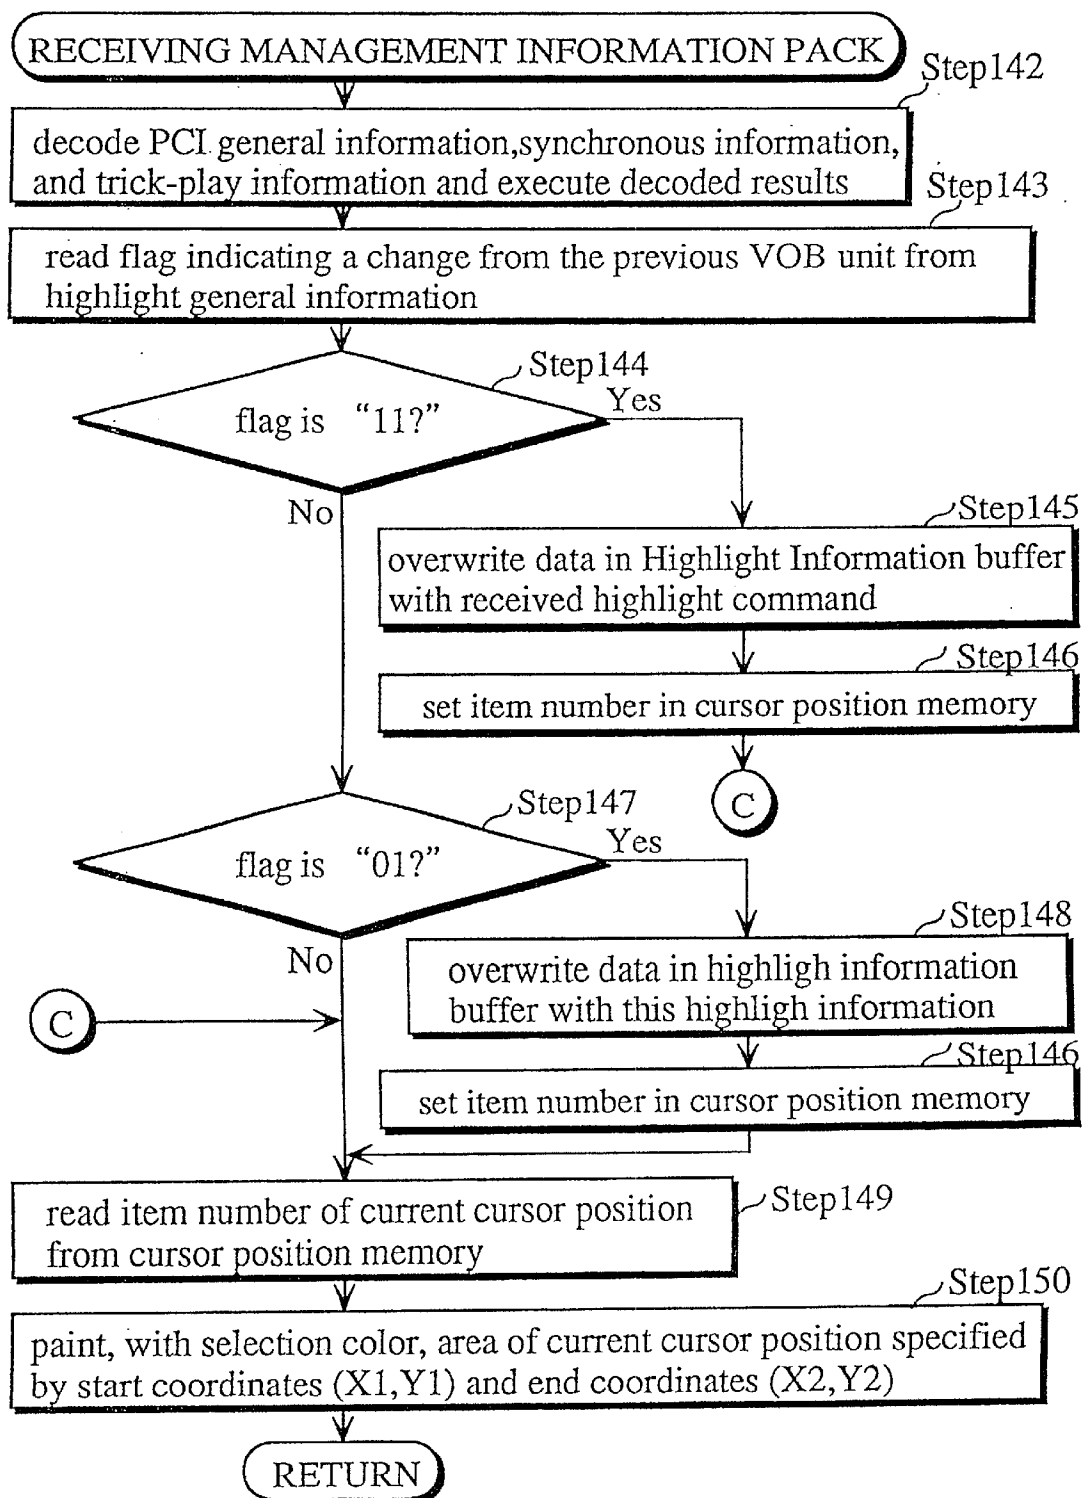 RECEIVING MANAGEMENT INFORMATION PACK
Step142
decode PCI general information,synchronous information,
and trick-play information and execute decoded results
Step143
read flag indicating a change from the previous VOB unit from
highlight general information
Step144
flag is "11?"
Yes
No
Step145
overwrite data in Highlight Information buffer
with received highlight command
Step146
set item number in cursor position memory
C
Step147
flag is "01?"
Yes
No
Step148
overwrite data in highligh information
buffer with this highligh information
C
Step146
set item number in cursor position memory
Step149
read item number of current cursor position
from cursor position memory
Step150
paint, with selection color, area of current cursor position specified
by start coordinates (X1,Y1) and end coordinates (X2,Y2)
RETURN